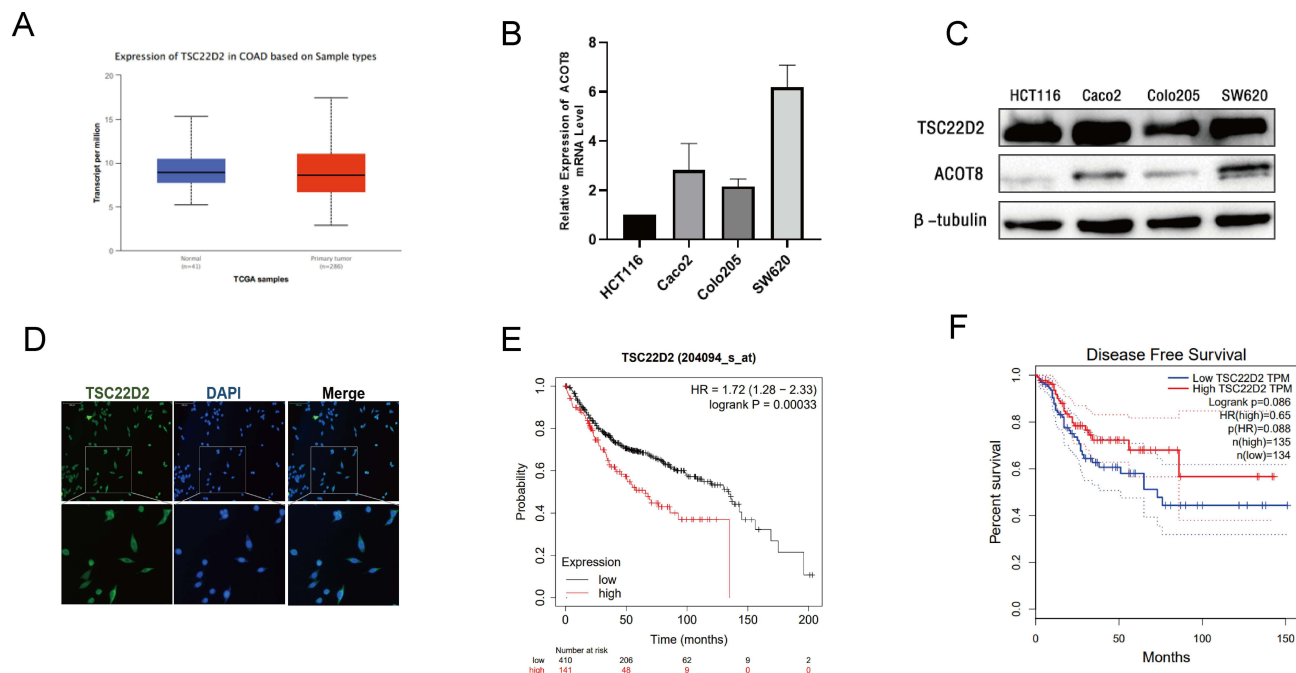 A
Expression of TSC22D2 in COAD based on Sample types
Transcript per million
20
15
10
5
0
Normal
(n=41)
Primary tumor
(n=286)
TCGA samples
B
Relative Expression of ACOT8
mRNA Level
8
6
4
2
0
HCT116
Caco2
Colo205
SW620
C
HCT116 Caco2 Colo205 SW620
TSC22D2
ACOT8
β-tubulin
D
TSC22D2 DAPI Merge
E
TSC22D2 (204094_s_at)
HR = 1.72 (1.28 − 2.33)
logrank P = 0.00033
Probability
1.0
0.8
0.6
0.4
0.2
0.0
Expression
low
high
0 50 100 150 200
Time (months)
Number at risk
low 410 206 62 9 2
high 141 48 9 0 0
F
Disease Free Survival
Low TSC22D2 TPM
High TSC22D2 TPM
Logrank p=0.086
HR(high)=0.65
p(HR)=0.088
n(high)=135
n(low)=134
Percent survival
1.0
0.8
0.6
0.4
0.2
0.0
0 50 100 150
Months